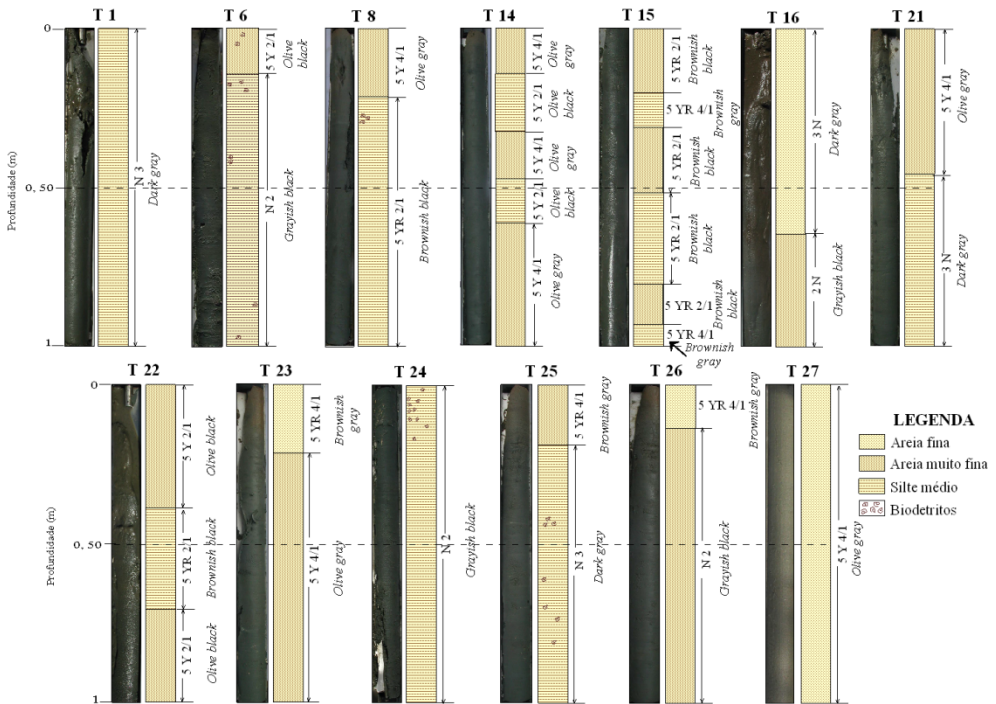 T 1
T 6
T 8
T 14
T 15
T 16
T 21
Profundidade (m)
0
0, 50
1
N 3
Dark gray
5 Y 2/1
Olive black
N 2
Grayish black
5 Y 4/1
Olive gray
5 YR 2/1
Brownish black
5 Y 4/1
Olive gray
5 Y 2/1
Olive black
5 Y 4/1
Olive gray
5 Y 2/1
Olive black
5 Y 4/1
Olive gray
5 YR 2/1
Brownish black
5 YR 4/1
Brownish gray
5 YR 2/1
Brownish black
5 YR 2/1
Brownish black
5 YR 2/1
Brownish black
5 YR 4/1
Brownish gray
3 N
Dark gray
2 N
Grayish black
5 Y 4/1
Olive gray
3 N
Dark gray
T 22
T 23
T 24
T 25
T 26
T 27
Profundidade (m)
0
0, 50
1
5 Y 2/1
Olive black
5 YR 2/1
Brownish black
5 Y 2/1
Olive black
5 YR 4/1
Brownish gray
5 Y 4/1
Olive gray
N 2
Grayish black
5 YR 4/1
Brownish gray
N 3
Dark gray
5 YR 4/1
Brownish gray
N 2
Grayish black
5 Y 4/1
Olive gray
LEGENDA
Areia fina
Areia muito fina
Silte médio
Biodetritos